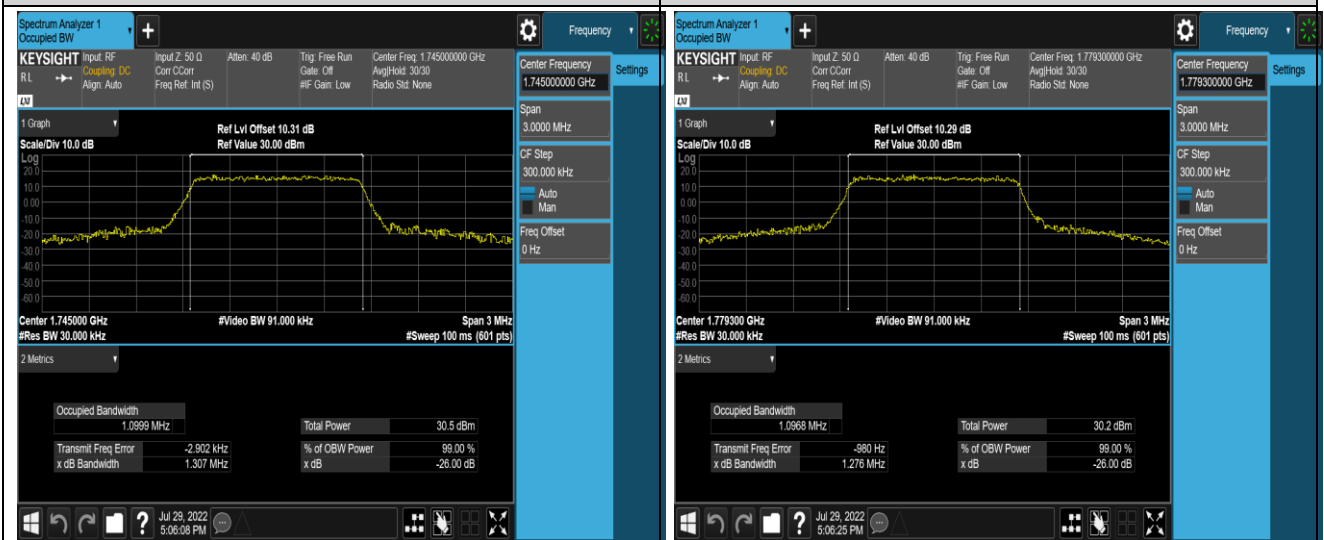 Spectrum Analyzer 1
Occupied BW
+
Frequency
KEYSIGHT Input: RF Input Z: 50 Ω Atten: 40 dB Trig: Free Run Center Freq: 1.745000000 GHz
RL Coupling: DC Corr CCorr Gate: Off Avg|Hold: 30/30
Align: Auto Freq Ref: Int (S) #IF Gain: Low Radio Std: None
LXI
Center Frequency
1.745000000 GHz
Settings
Span
3.0000 MHz
CF Step
300.000 kHz
Auto
Man
Freq Offset
0 Hz
1 Graph
Ref Lvl Offset 10.31 dB
Scale/Div 10.0 dB Ref Value 30.00 dBm
Log
20.0
10.0
0.00
-10.0
-20.0
-30.0
-40.0
-50.0
-60.0
Center 1.745000 GHz #Video BW 91.000 kHz Span 3 MHz
#Res BW 30.000 kHz #Sweep 100 ms (601 pts)
2 Metrics
Occupied Bandwidth
1.0999 MHz Total Power 30.5 dBm
Transmit Freq Error -2.902 kHz % of OBW Power 99.00 %
x dB Bandwidth 1.307 MHz x dB -26.00 dB
? Jul 29, 2022
5:06:08 PM
Spectrum Analyzer 1
Occupied BW
+
Frequency
KEYSIGHT Input: RF Input Z: 50 Ω Atten: 40 dB Trig: Free Run Center Freq: 1.779300000 GHz
RL Coupling: DC Corr CCorr Gate: Off Avg|Hold: 30/30
Align: Auto Freq Ref: Int (S) #IF Gain: Low Radio Std: None
LXI
Center Frequency
1.779300000 GHz
Settings
Span
3.0000 MHz
CF Step
300.000 kHz
Auto
Man
Freq Offset
0 Hz
1 Graph
Ref Lvl Offset 10.29 dB
Scale/Div 10.0 dB Ref Value 30.00 dBm
Log
20.0
10.0
0.00
-10.0
-20.0
-30.0
-40.0
-50.0
-60.0
Center 1.779300 GHz #Video BW 91.000 kHz Span 3 MHz
#Res BW 30.000 kHz #Sweep 100 ms (601 pts)
2 Metrics
Occupied Bandwidth
1.0968 MHz Total Power 30.2 dBm
Transmit Freq Error -980 Hz % of OBW Power 99.00 %
x dB Bandwidth 1.276 MHz x dB -26.00 dB
? Jul 29, 2022
5:06:25 PM